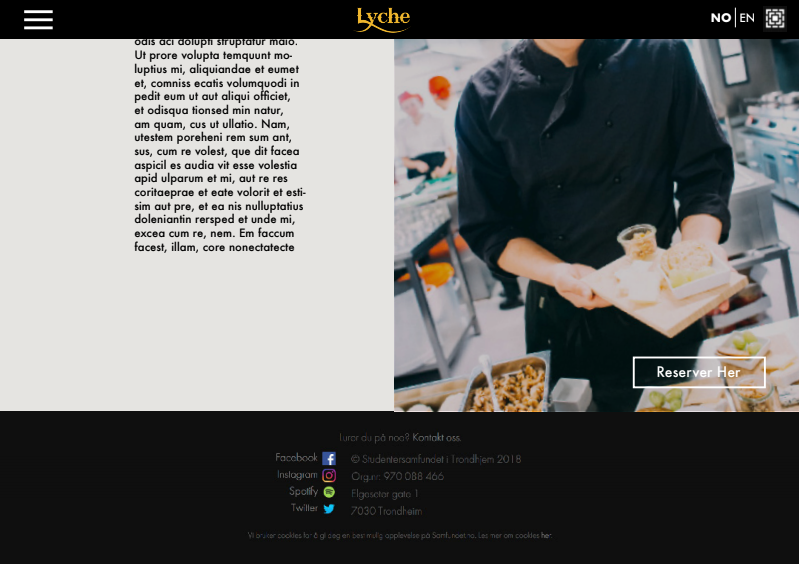 Lyche
NO | EN
odis aci dolupti struptatur maio.
Ut prore volupta temquunt mo-
luptius mi, aliquiandae et eumet
et, comniss ecatis volumquodi in
pedit eum ut aut aliqui officiet,
et odisqua tionsed min natur,
am quam, cus ut ullatio. Nam,
utestem poreheni rem sum ant,
sus, cum re volest, que dit facea
aspicil es audia vit esse volestia
apid ulparum et mi, aut re res
coritaeprae et eate volorit et esti-
sim aut pre, et ea nis nulluptatius
doleniantin rersped et unde mi,
excea cum re, nem. Em faccum
facest, illam, core nonectatecte
Reserver Her
Lurer du på noe? Kontakt oss.
Facebook
Instagram
Spotify
Twitter
© Studentersamfundet i Trondhjem 2018
Org.nr: 970 088 466
Elgeseter gate 1
7030 Trondheim
Vi bruker cookies for å gi deg en best mulig opplevelse på Samfundet.no. Les mer om cookies her.